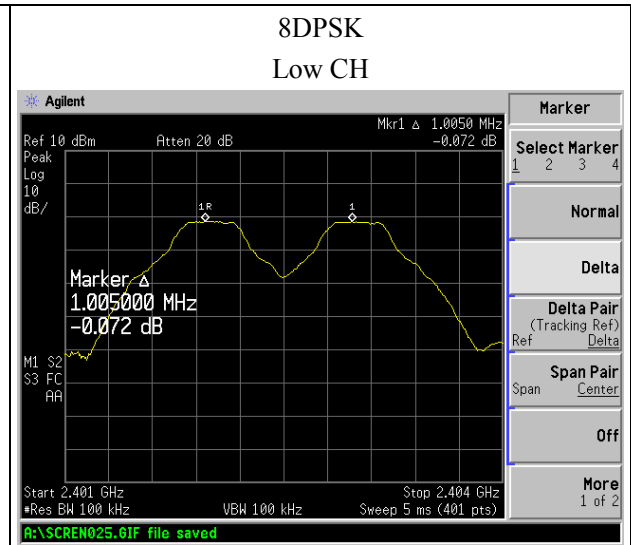 8DPSK
Low CH
Agilent
Mkr1 Δ 1.0050 MHz
Ref 10 dBm Atten 20 dB -0.072 dB
Peak
Log
10
dB/
1R 1
Marker Δ
1.005000 MHz
-0.072 dB
M1 S2
S3 FC
AA
Start 2.401 GHz Stop 2.404 GHz
#Res BW 100 kHz VBW 100 kHz Sweep 5 ms (401 pts)
A:\SCREN025.GIF file saved
Marker
Select Marker
1 2 3 4
Normal
Delta
Delta Pair
(Tracking Ref)
Ref Delta
Span Pair
Span Center
Off
More
1 of 2